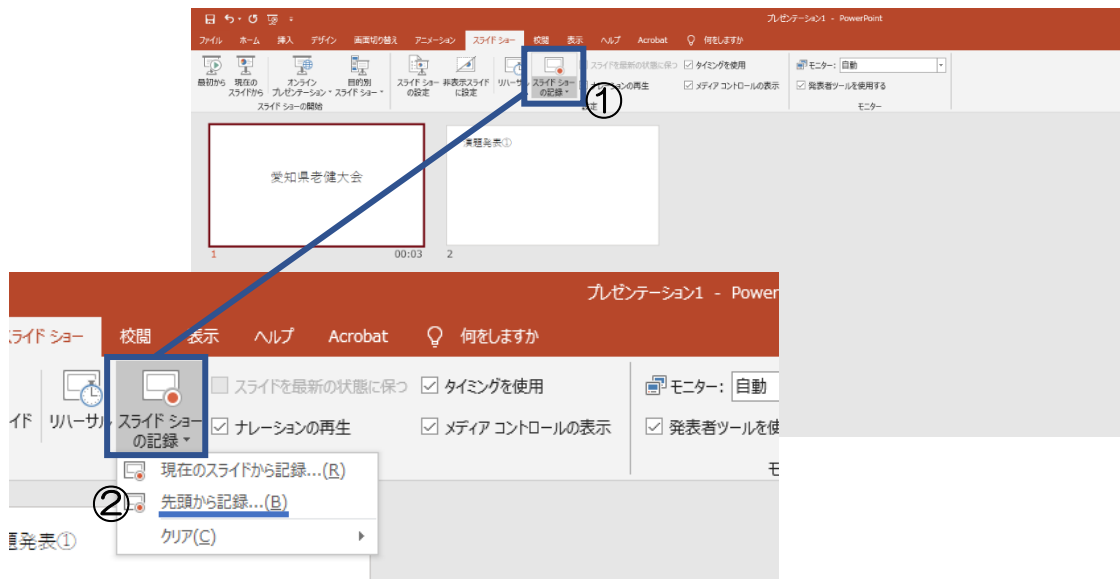 プレゼンテーション1 - PowerPoint
ファイル ホーム 挿入 デザイン 画面切り替え アニメーション スライド ショー 校閲 表示 ヘルプ Acrobat 何をしますか
最初から 現在の スライドから オンライン プレゼンテーション 目的別 スライド ショー スライド ショー の設定 非表示スライド に設定 リハーサル スライド ショー の記録
スライドを最新の状態に保つ タイミングを使用 モニター: 自動
ナレーションの再生 メディア コントロールの表示 発表者ツールを使用する
スライド ショーの開始 設定 モニター
①
愛知県老健大会
演題発表①
1 00:03 2
プレゼンテーション1 - Power
スライド ショー 校閲 表示 ヘルプ Acrobat 何をしますか
イド リハーサル スライド ショー の記録
スライドを最新の状態に保つ タイミングを使用 モニター: 自動
ナレーションの再生 メディア コントロールの表示 発表者ツールを使
モ
現在のスライドから記録...(R)
② 先頭から記録...(B)
クリア(C)
題発表①